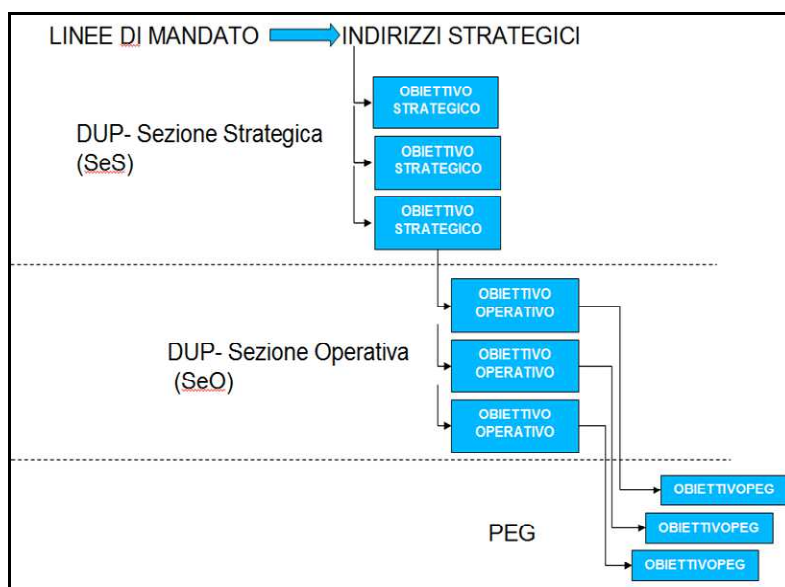 LINEE DI MANDATO INDIRIZZI STRATEGICI
OBIETTIVO
STRATEGICO
DUP- Sezione Strategica
(SeS)
OBIETTIVO
STRATEGICO
OBIETTIVO
STRATEGICO
OBIETTIVO
OPERATIVO
DUP- Sezione Operativa
(SeO)
OBIETTIVO
OPERATIVO
OBIETTIVO
OPERATIVO
OBIETTIVOPEG
OBIETTIVOPEG
PEG
OBIETTIVOPEG